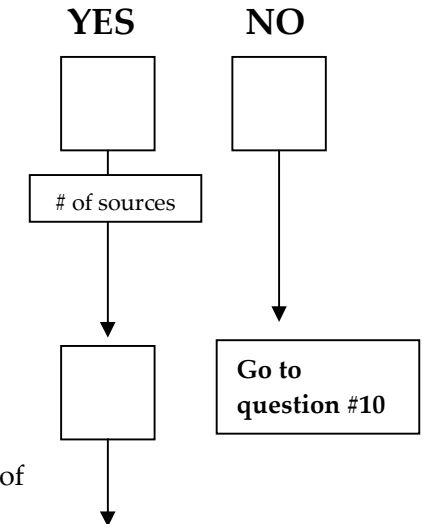 YES NO
# of sources
Go to
question #10
of